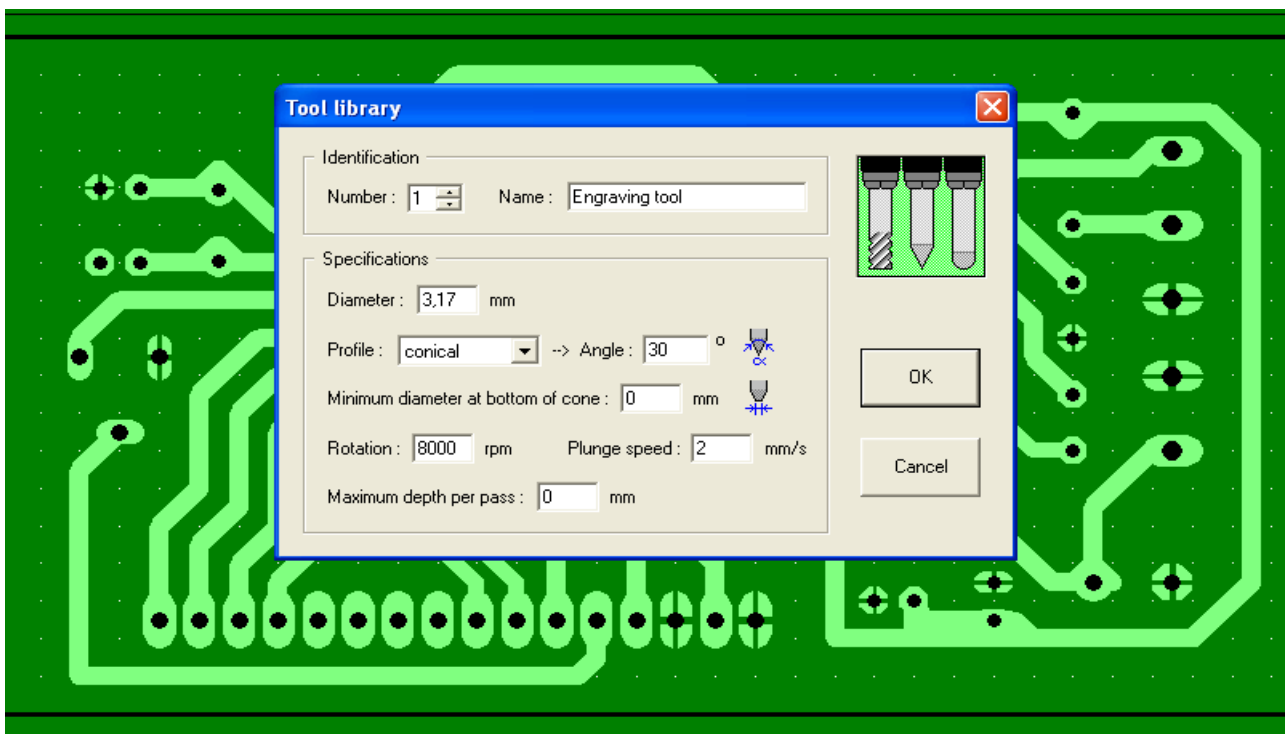 Tool library
Identification
Number : 1 Name : Engraving tool
Specifications
Diameter : 3,17 mm
Profile : conical --> Angle : 30 º
α
Minimum diameter at bottom of cone : 0 mm
Rotation : 8000 rpm Plunge speed : 2 mm/s
Maximum depth per pass : 0 mm
OK
Cancel